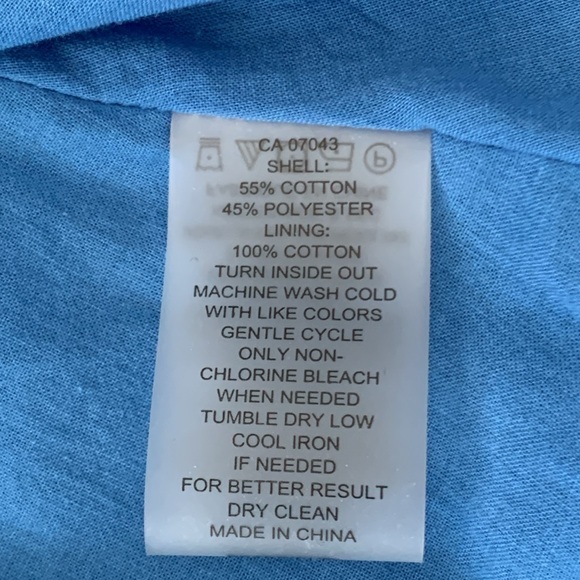 CA 07043
SHELL:
55% COTTON
45% POLYESTER
LINING:
100% COTTON
TURN INSIDE OUT
MACHINE WASH COLD
WITH LIKE COLORS
GENTLE CYCLE
ONLY NON-
CHLORINE BLEACH
WHEN NEEDED
TUMBLE DRY LOW
COOL IRON
IF NEEDED
FOR BETTER RESULT
DRY CLEAN
MADE IN CHINA